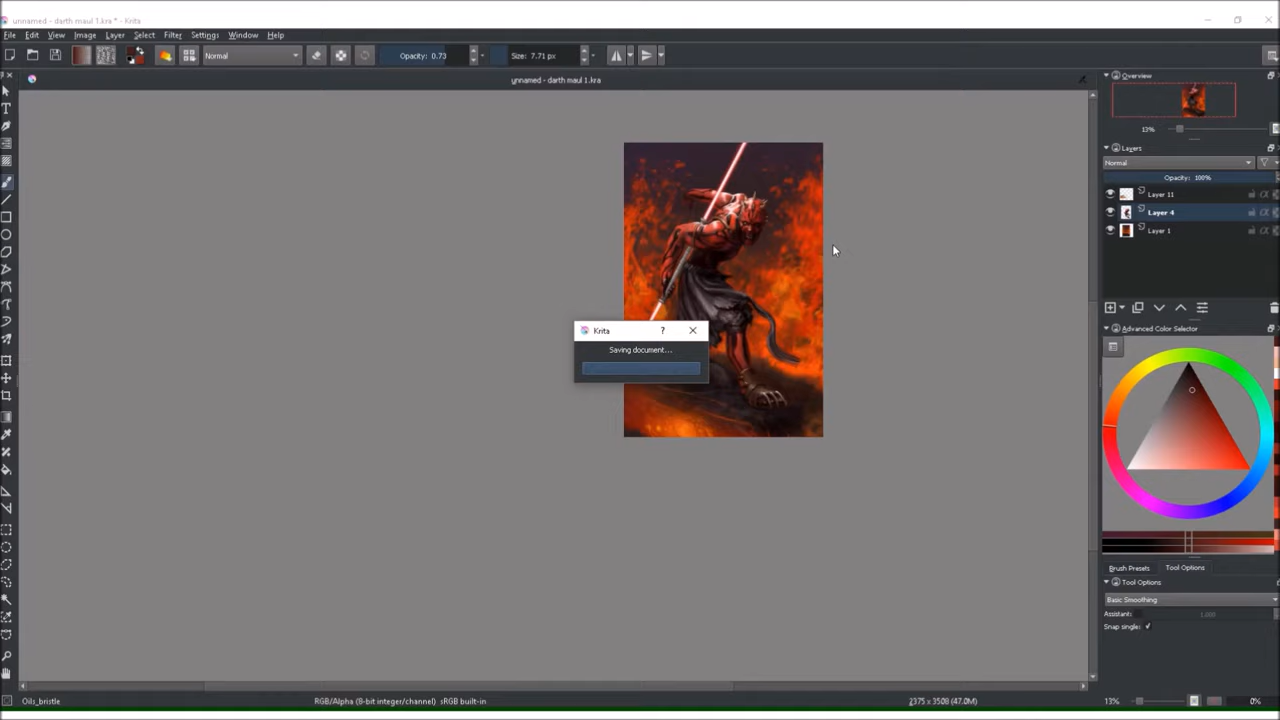 unnamed - darth maul 1.kra * - Krita
File Edit View Image Layer Select Filter Settings Window Help
Normal Opacity: 0.73 Size: 7.71 px
unnamed - darth maul 1.kra
Overview
13%
Layers
Normal
Opacity: 100%
Layer 11
Layer 4
Layer 1
Krita ?
Saving document...
Advanced Color Selector
Brush Presets Tool Options
Tool Options
Basic Smoothing
Assistant: 1.000
Snap single:
Oils_bristle RGB/Alpha (8-bit integer/channel) sRGB built-in 2375 x 3508 (47.0M) 13% 0%